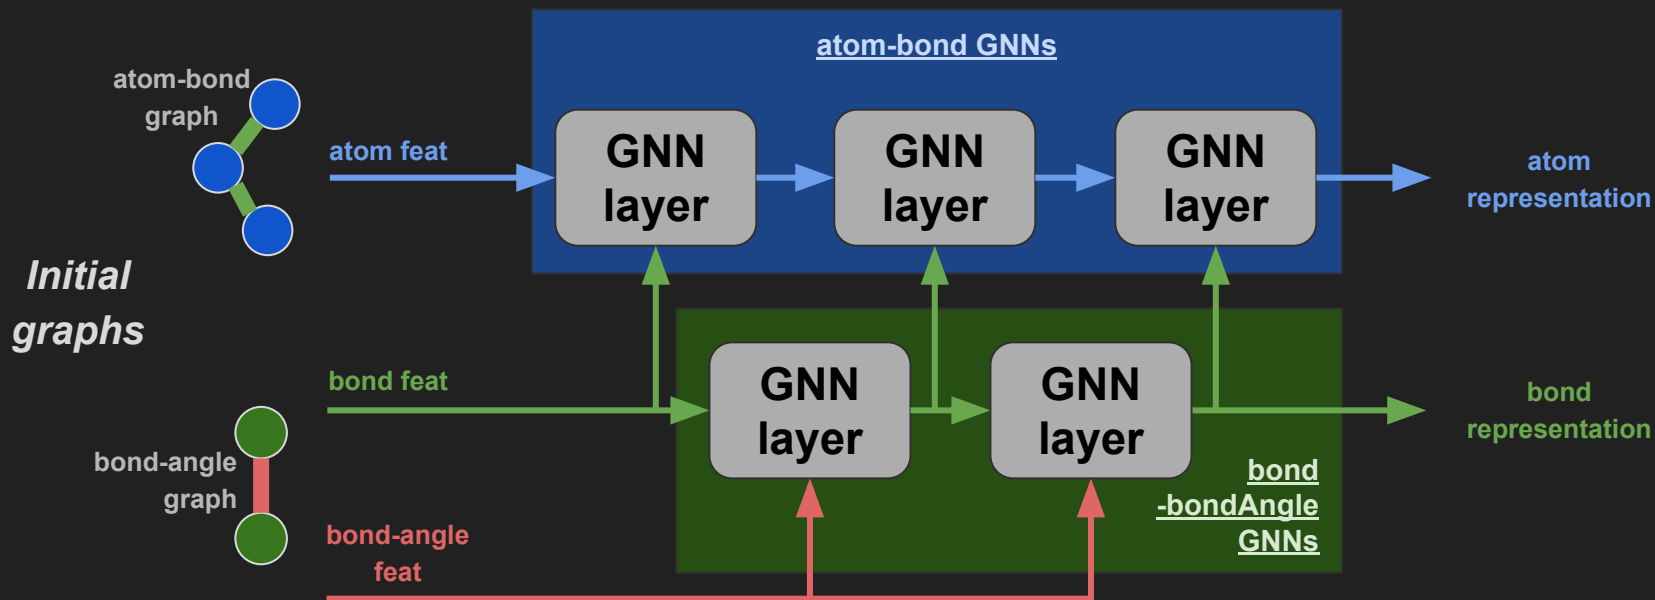 atom-bond GNNs
atom-bond
graph
atom feat
GNN
layer
GNN
layer
GNN
layer
atom
representation
Initial
graphs
bond feat
GNN
layer
GNN
layer
bond
representation
bond-angle
graph
bond
-bondAngle
GNNs
bond-angle
feat